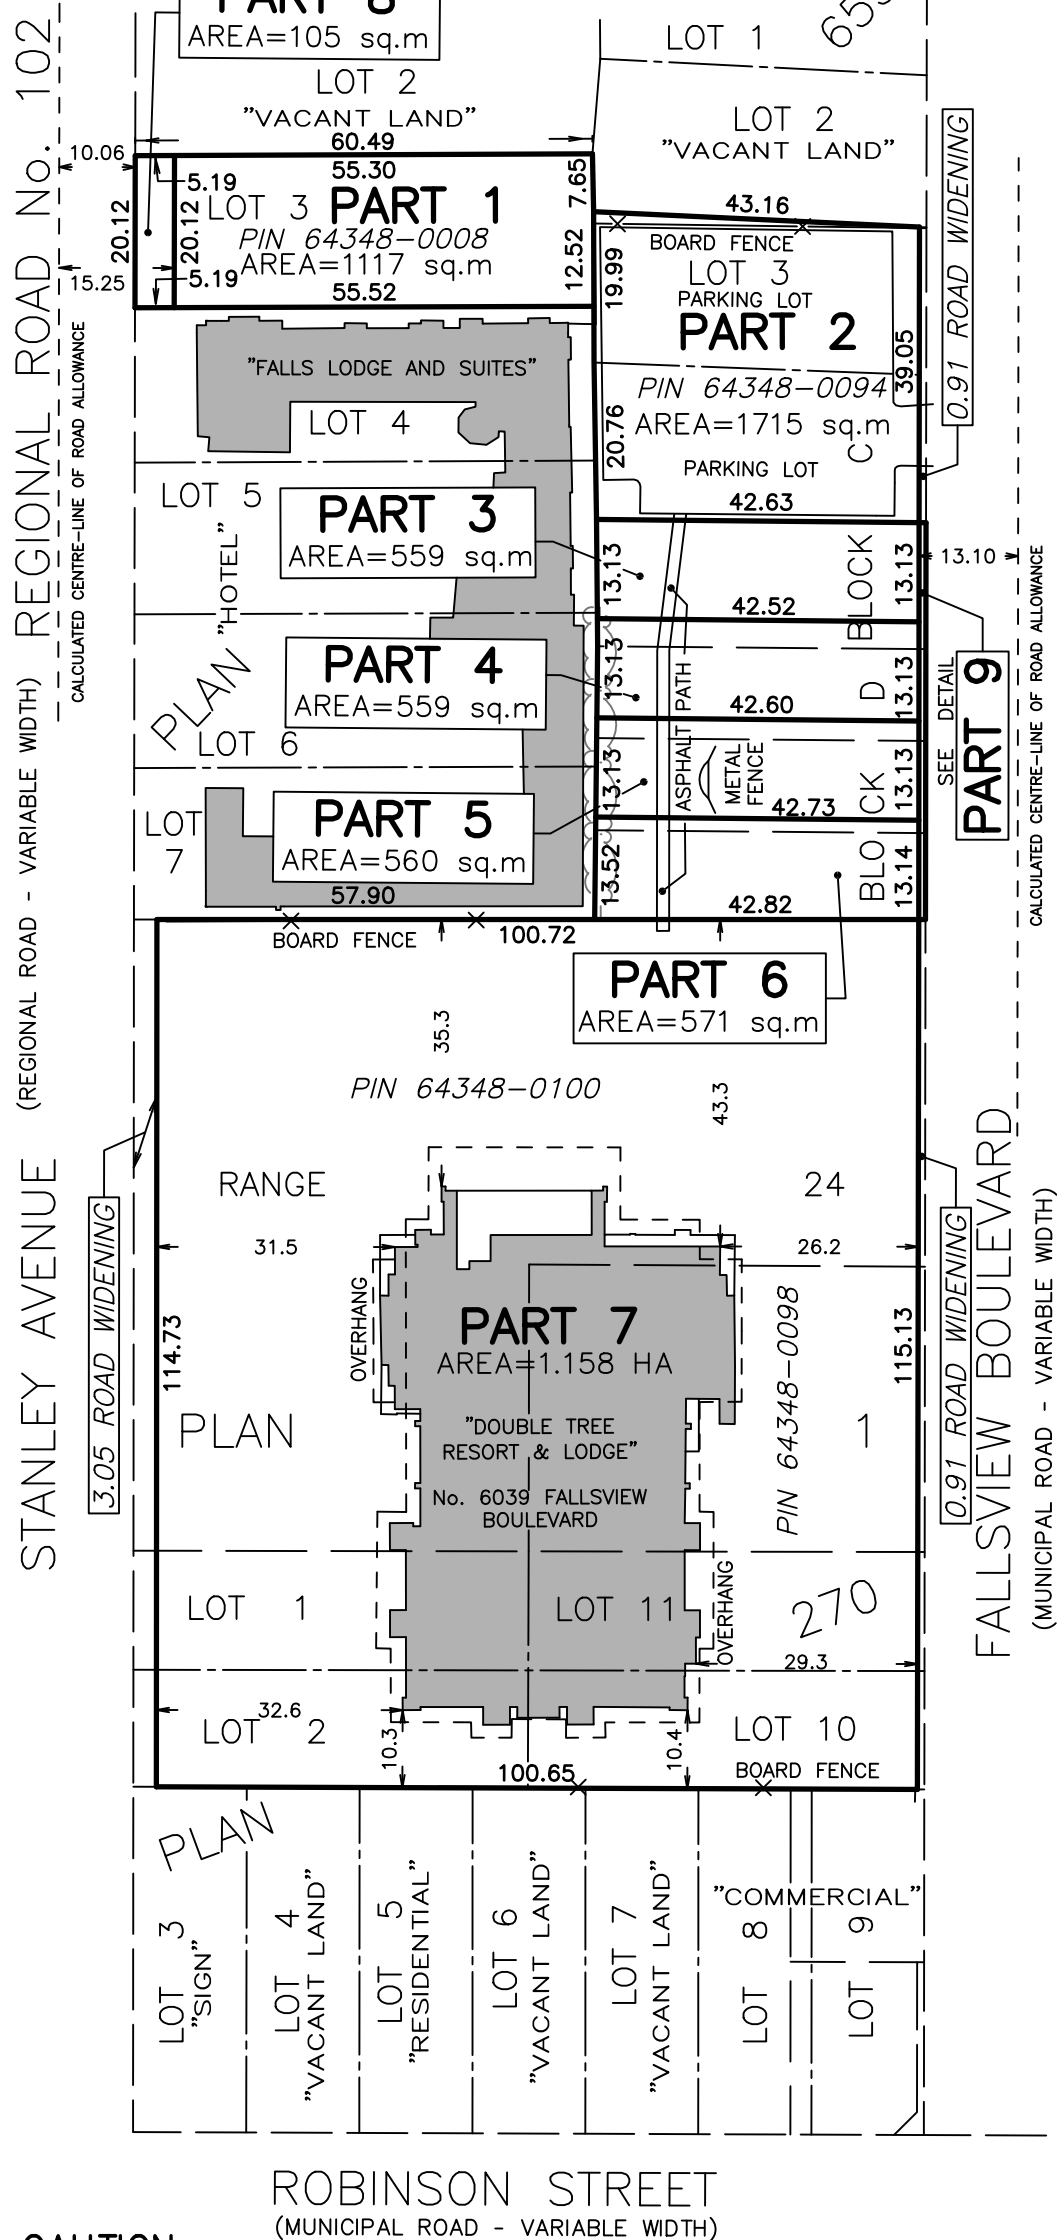 AREA=105 sq.m
LOT 1
LOT 2
"VACANT LAND"
LOT 2
"VACANT LAND"
60.49
10.06
55.30
5.19
7.65
LOT 3
PART 1
PIN 64348-0008
AREA=1117 sq.m
20.12
20.12
12.52
15.25
5.19
55.52
43.16
BOARD FENCE
19.99
LOT 3
PARKING LOT
PART 2
PIN 64348-0094
AREA=1715 sq.m
39.05
20.76
C
PARKING LOT
42.63
0.91 ROAD WIDENING
REGIONAL ROAD No. 102
CALCULATED CENTRE-LINE OF ROAD ALLOWANCE
"FALLS LODGE AND SUITES"
LOT 4
LOT 5
PART 3
AREA=559 sq.m
"HOTEL"
13.13
42.52
BLOCK
13.13
13.10
PLAN
PART 4
AREA=559 sq.m
13.13
42.60
D
13.13
LOT 6
ASPHALT PATH
METAL
FENCE
SEE DETAIL
PART 9
CALCULATED CENTRE-LINE OF ROAD ALLOWANCE
LOT
7
PART 5
AREA=560 sq.m
13.13
42.73
CK
13.13
57.90
13.52
42.82
BLO
13.14
BOARD FENCE
100.72
PART 6
AREA=571 sq.m
35.3
43.3
PIN 64348-0100
STANLEY AVENUE
(REGIONAL ROAD - VARIABLE WIDTH)
3.05 ROAD WIDENING
RANGE
24
31.5
26.2
OVERHANG
PART 7
AREA=1.158 HA
114.73
115.13
PIN 64348-0098
0.91 ROAD WIDENING
FALLSVIEW BOULEVARD
(MUNICIPAL ROAD - VARIABLE WIDTH)
PLAN
1
"DOUBLE TREE
RESORT & LODGE"
No. 6039 FALLSVIEW
BOULEVARD
LOT 1
LOT 11
OVERHANG
270
29.3
32.6
LOT 2
LOT 10
10.3
10.4
100.65
BOARD FENCE
PLAN
LOT 3
"SIGN"
LOT 4
"VACANT LAND"
LOT 5
"RESIDENTIAL"
LOT 6
"VACANT LAND"
LOT 7
"VACANT LAND"
"COMMERCIAL"
LOT 8
LOT 9
ROBINSON STREET
(MUNICIPAL ROAD - VARIABLE WIDTH)